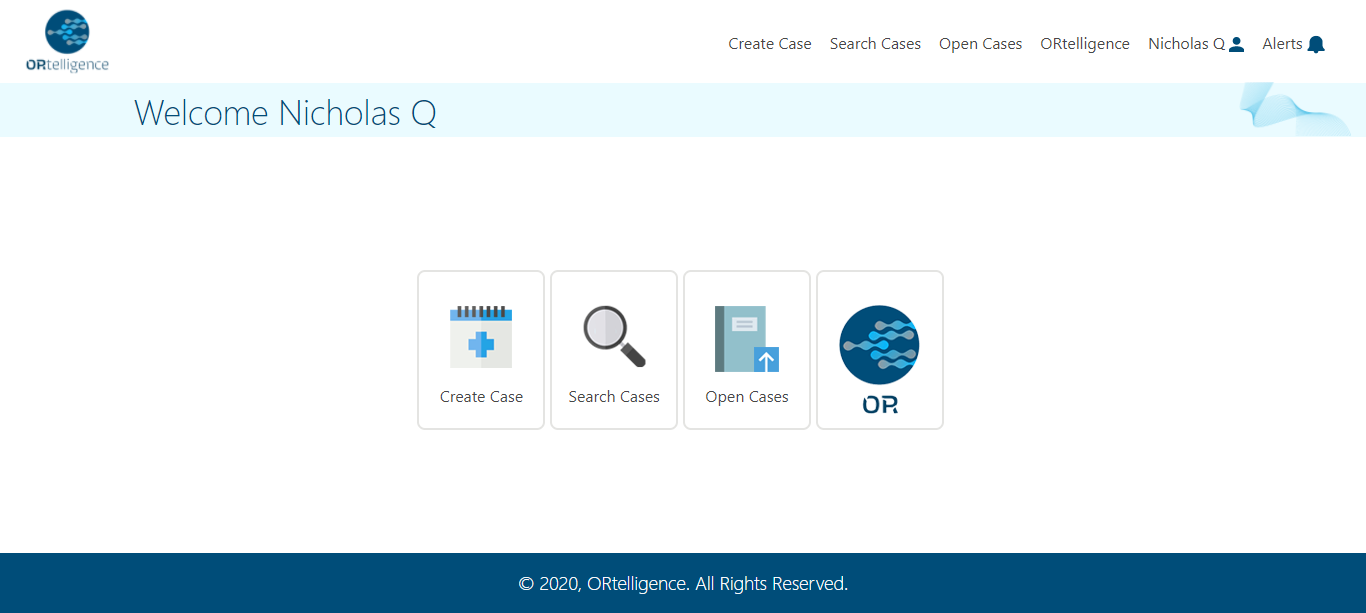 ORtelligence
Create Case Search Cases Open Cases ORtelligence Nicholas Q Alerts
Welcome Nicholas Q
Create Case Search Cases Open Cases OR
© 2020, ORtelligence. All Rights Reserved.